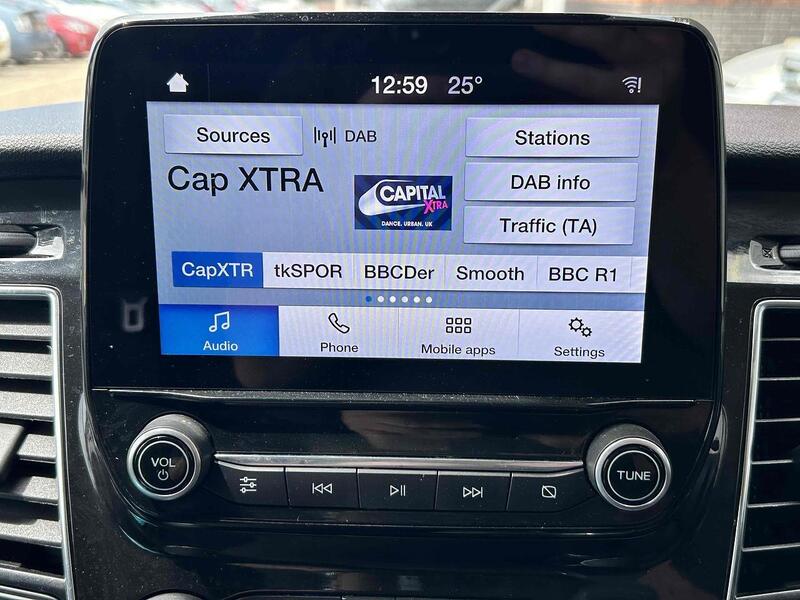 12:59 25°
Sources DAB Stations
Cap XTRA
CAPITAL
XTRA
DANCE. URBAN. UK
DAB info
Traffic (TA)
CapXTR tkSPOR BBCDer Smooth BBC R1
Audio Phone Mobile apps Settings
VOL
TUNE